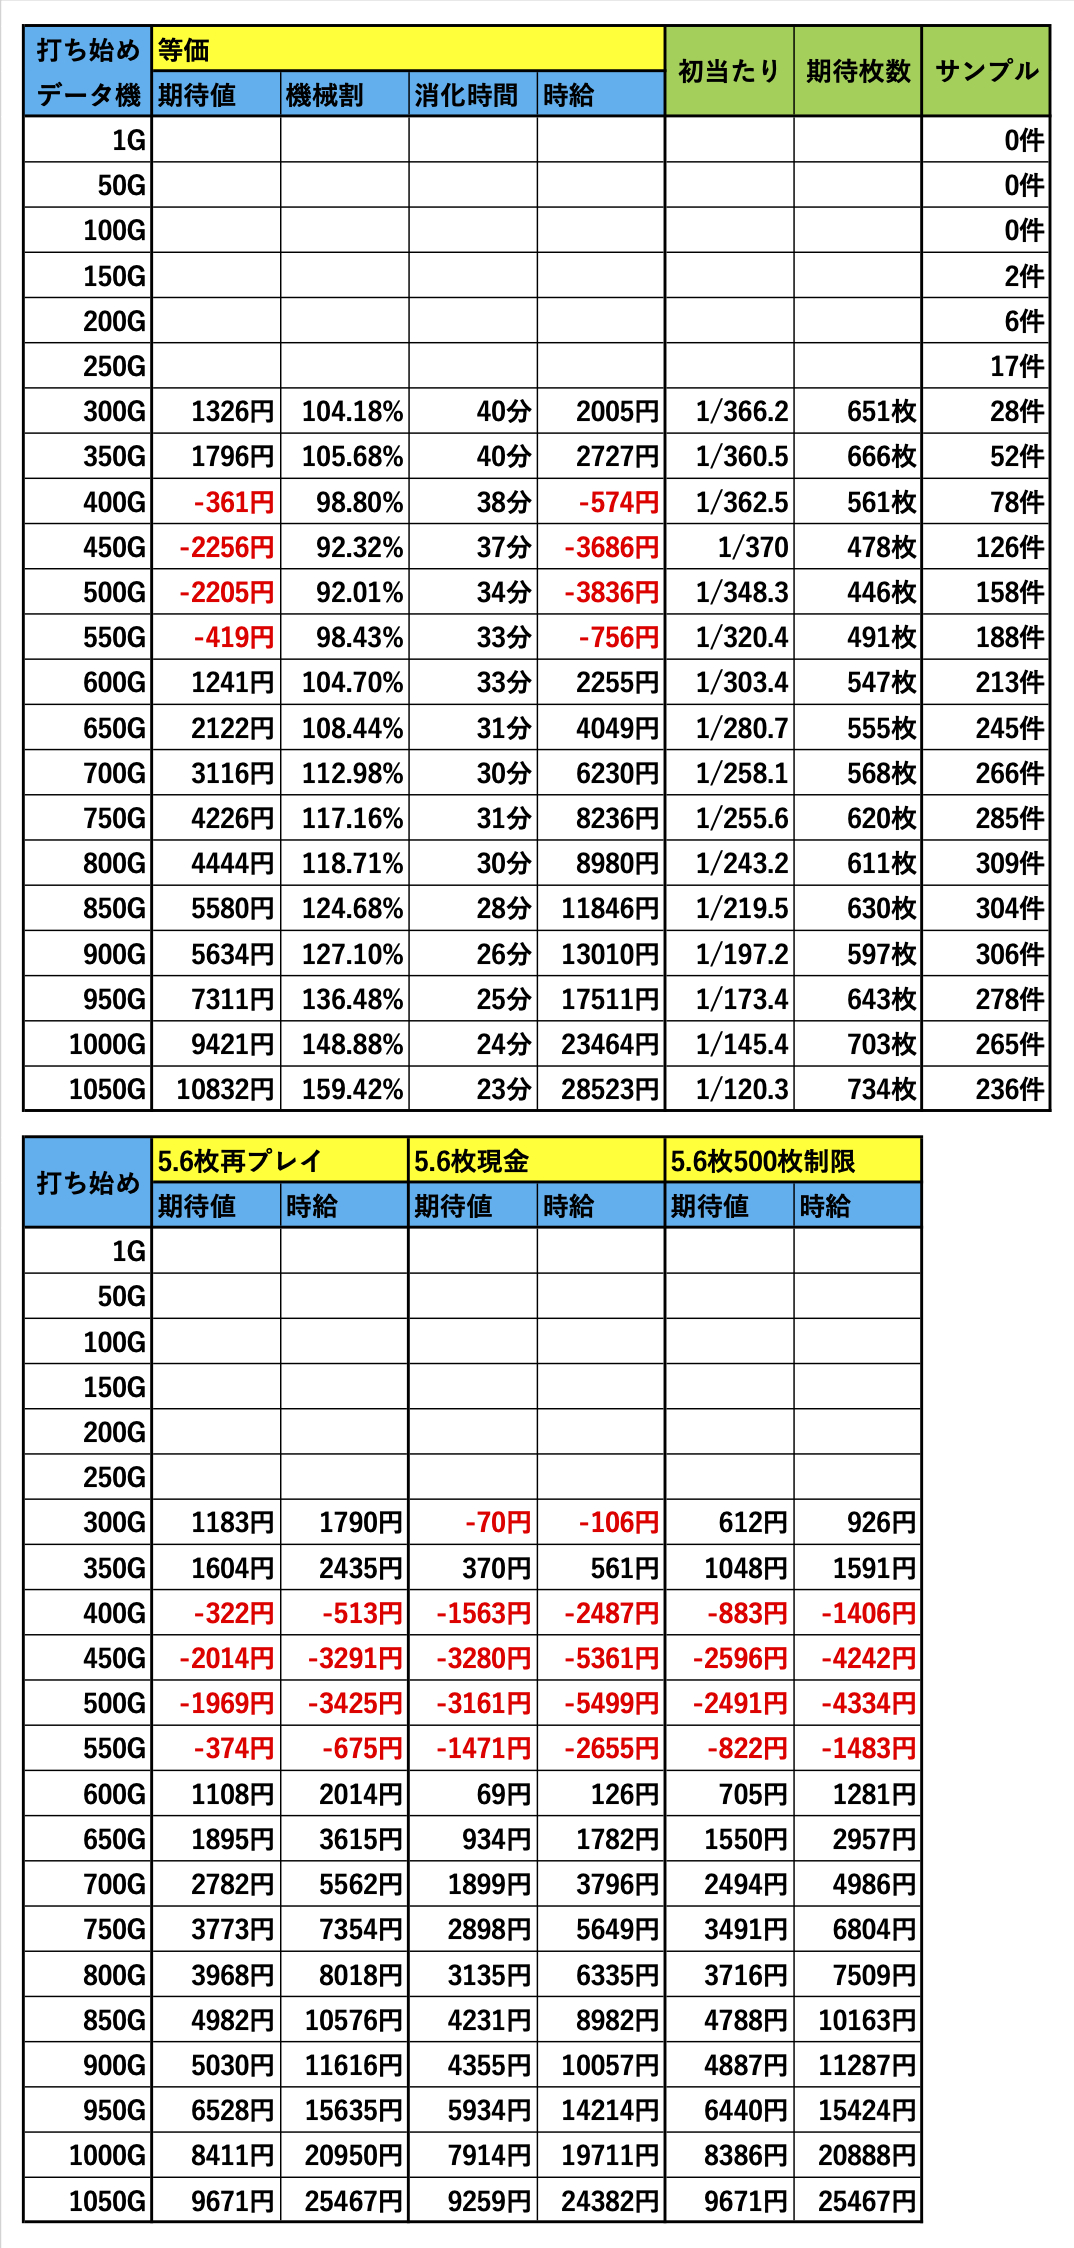 打ち始め 等価 初当たり 期待枚数 サンプル
データ機 期待値 機械割 消化時間 時給
1G 0件
50G 0件
100G 0件
150G 2件
200G 6件
250G 17件
300G 1326円 104.18% 40分 2005円 1/366.2 651枚 28件
350G 1796円 105.68% 40分 2727円 1/360.5 666枚 52件
400G -361円 98.80% 38分 -574円 1/362.5 561枚 78件
450G -2256円 92.32% 37分 -3686円 1/370 478枚 126件
500G -2205円 92.01% 34分 -3836円 1/348.3 446枚 158件
550G -419円 98.43% 33分 -756円 1/320.4 491枚 188件
600G 1241円 104.70% 33分 2255円 1/303.4 547枚 213件
650G 2122円 108.44% 31分 4049円 1/280.7 555枚 245件
700G 3116円 112.98% 30分 6230円 1/258.1 568枚 266件
750G 4226円 117.16% 31分 8236円 1/255.6 620枚 285件
800G 4444円 118.71% 30分 8980円 1/243.2 611枚 309件
850G 5580円 124.68% 28分 11846円 1/219.5 630枚 304件
900G 5634円 127.10% 26分 13010円 1/197.2 597枚 306件
950G 7311円 136.48% 25分 17511円 1/173.4 643枚 278件
1000G 9421円 148.88% 24分 23464円 1/145.4 703枚 265件
1050G 10832円 159.42% 23分 28523円 1/120.3 734枚 236件
打ち始め 5.6枚再プレイ 5.6枚現金 5.6枚500枚制限
期待値 時給 期待値 時給 期待値 時給
1G
50G
100G
150G
200G
250G
300G 1183円 1790円 -70円 -106円 612円 926円
350G 1604円 2435円 370円 561円 1048円 1591円
400G -322円 -513円 -1563円 -2487円 -883円 -1406円
450G -2014円 -3291円 -3280円 -5361円 -2596円 -4242円
500G -1969円 -3425円 -3161円 -5499円 -2491円 -4334円
550G -374円 -675円 -1471円 -2655円 -822円 -1483円
600G 1108円 2014円 69円 126円 705円 1281円
650G 1895円 3615円 934円 1782円 1550円 2957円
700G 2782円 5562円 1899円 3796円 2494円 4986円
750G 3773円 7354円 2898円 5649円 3491円 6804円
800G 3968円 8018円 3135円 6335円 3716円 7509円
850G 4982円 10576円 4231円 8982円 4788円 10163円
900G 5030円 11616円 4355円 10057円 4887円 11287円
950G 6528円 15635円 5934円 14214円 6440円 15424円
1000G 8411円 20950円 7914円 19711円 8386円 20888円
1050G 9671円 25467円 9259円 24382円 9671円 25467円